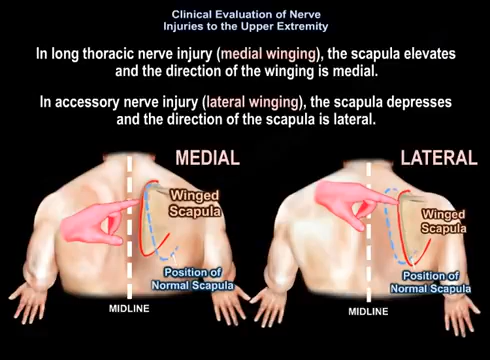 Clinical Evaluation of Nerve
Injuries to the Upper Extremity
In long thoracic nerve injury (medial winging), the scapula elevates
and the direction of the winging is medial.
In accessory nerve injury (lateral winging), the scapula depresses
and the direction of the scapula is lateral.
MEDIAL
Winged
Scapula
Position of
Normal Scapula
MIDLINE
LATERAL
Winged
Scapula
Position of
Normal Scapula
MIDLINE